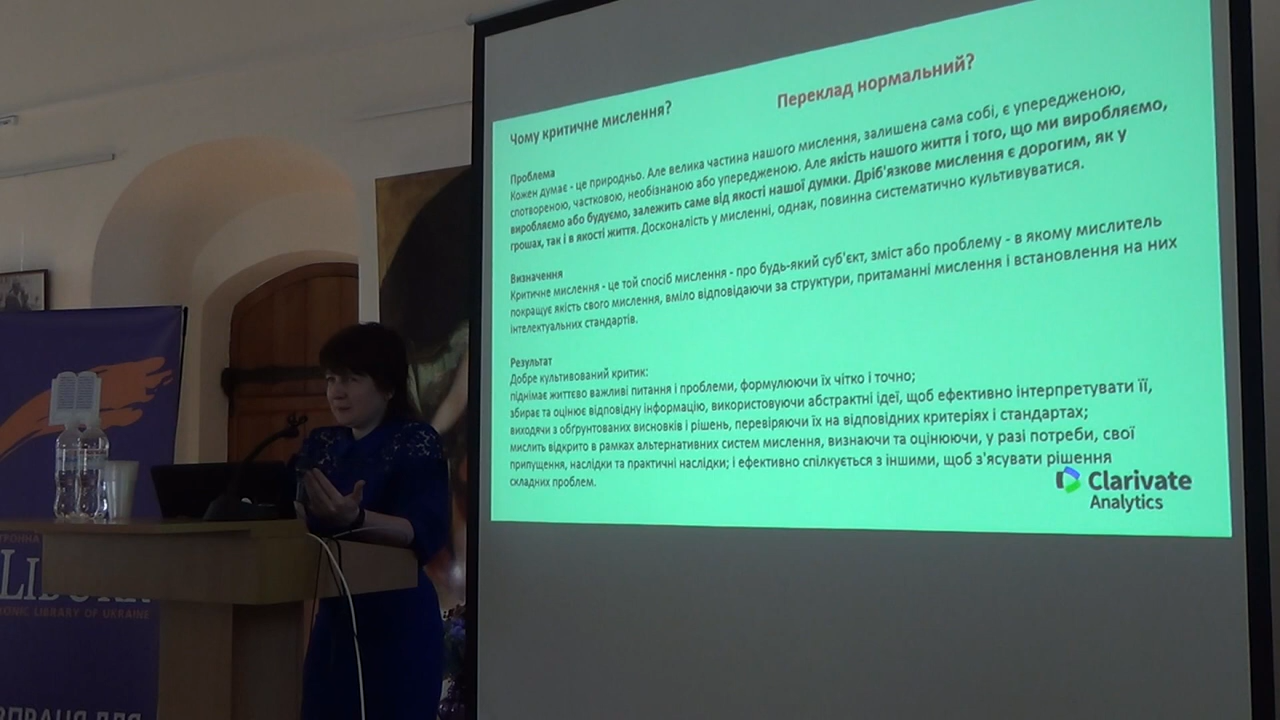 Чому критичне мислення?
Переклад нормальний?
Проблема
Кожен думає - це природньо. Але велика частина нашого мислення, залишена сама собі, є упередженою,
спотвореною, частковою, необізнаною або упередженою. Але якість нашого життя і того, що ми виробляємо,
виробляємо або будуємо, залежить саме від якості нашої думки. Дріб'язкове мислення є дорогим, як у
грошах, так і в якості життя. Досконалість у мисленні, однак, повинна систематично культивуватися.
Визначення
Критичне мислення - це той спосіб мислення - про будь-який суб'єкт, зміст або проблему - в якому мислитель
покращує якість свого мислення, вміло відповідаючи за структури, притаманні мислення і встановлення на них
інтелектуальних стандартів.
Результат
Добре культивований критик:
піднімає життєво важливі питання і проблеми, формулюючи їх чітко і точно;
збирає та оцінює відповідну інформацію, використовуючи абстрактні ідеї, щоб ефективно інтерпретувати її,
виходячи з обґрунтованих висновків і рішень, перевіряючи їх на відповідних критеріях і стандартах;
мислить відкрито в рамках альтернативних систем мислення, визнаючи та оцінюючи, у разі потреби, свої
припущення, наслідки та практичні наслідки; і ефективно спілкується з іншими, щоб з'ясувати рішення
складних проблем.
Clarivate
Analytics
ONIC LIBRARY OF UKRAINE
ДЛЯ